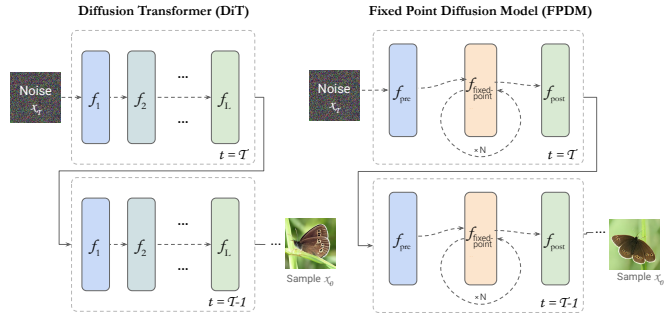 Diffusion Transformer (DiT)
Noise
x_T
f_1
f_2
...
...
f_L
t = T
f_1
f_2
...
...
f_L
t = T-1
...
Sample x_0
Fixed Point Diffusion Model (FPDM)
Noise
x_T
f_pre
f_fixed-point
f_post
×N
t = T
f_pre
f_fixed-point
f_post
×N
t = T-1
...
Sample x_0